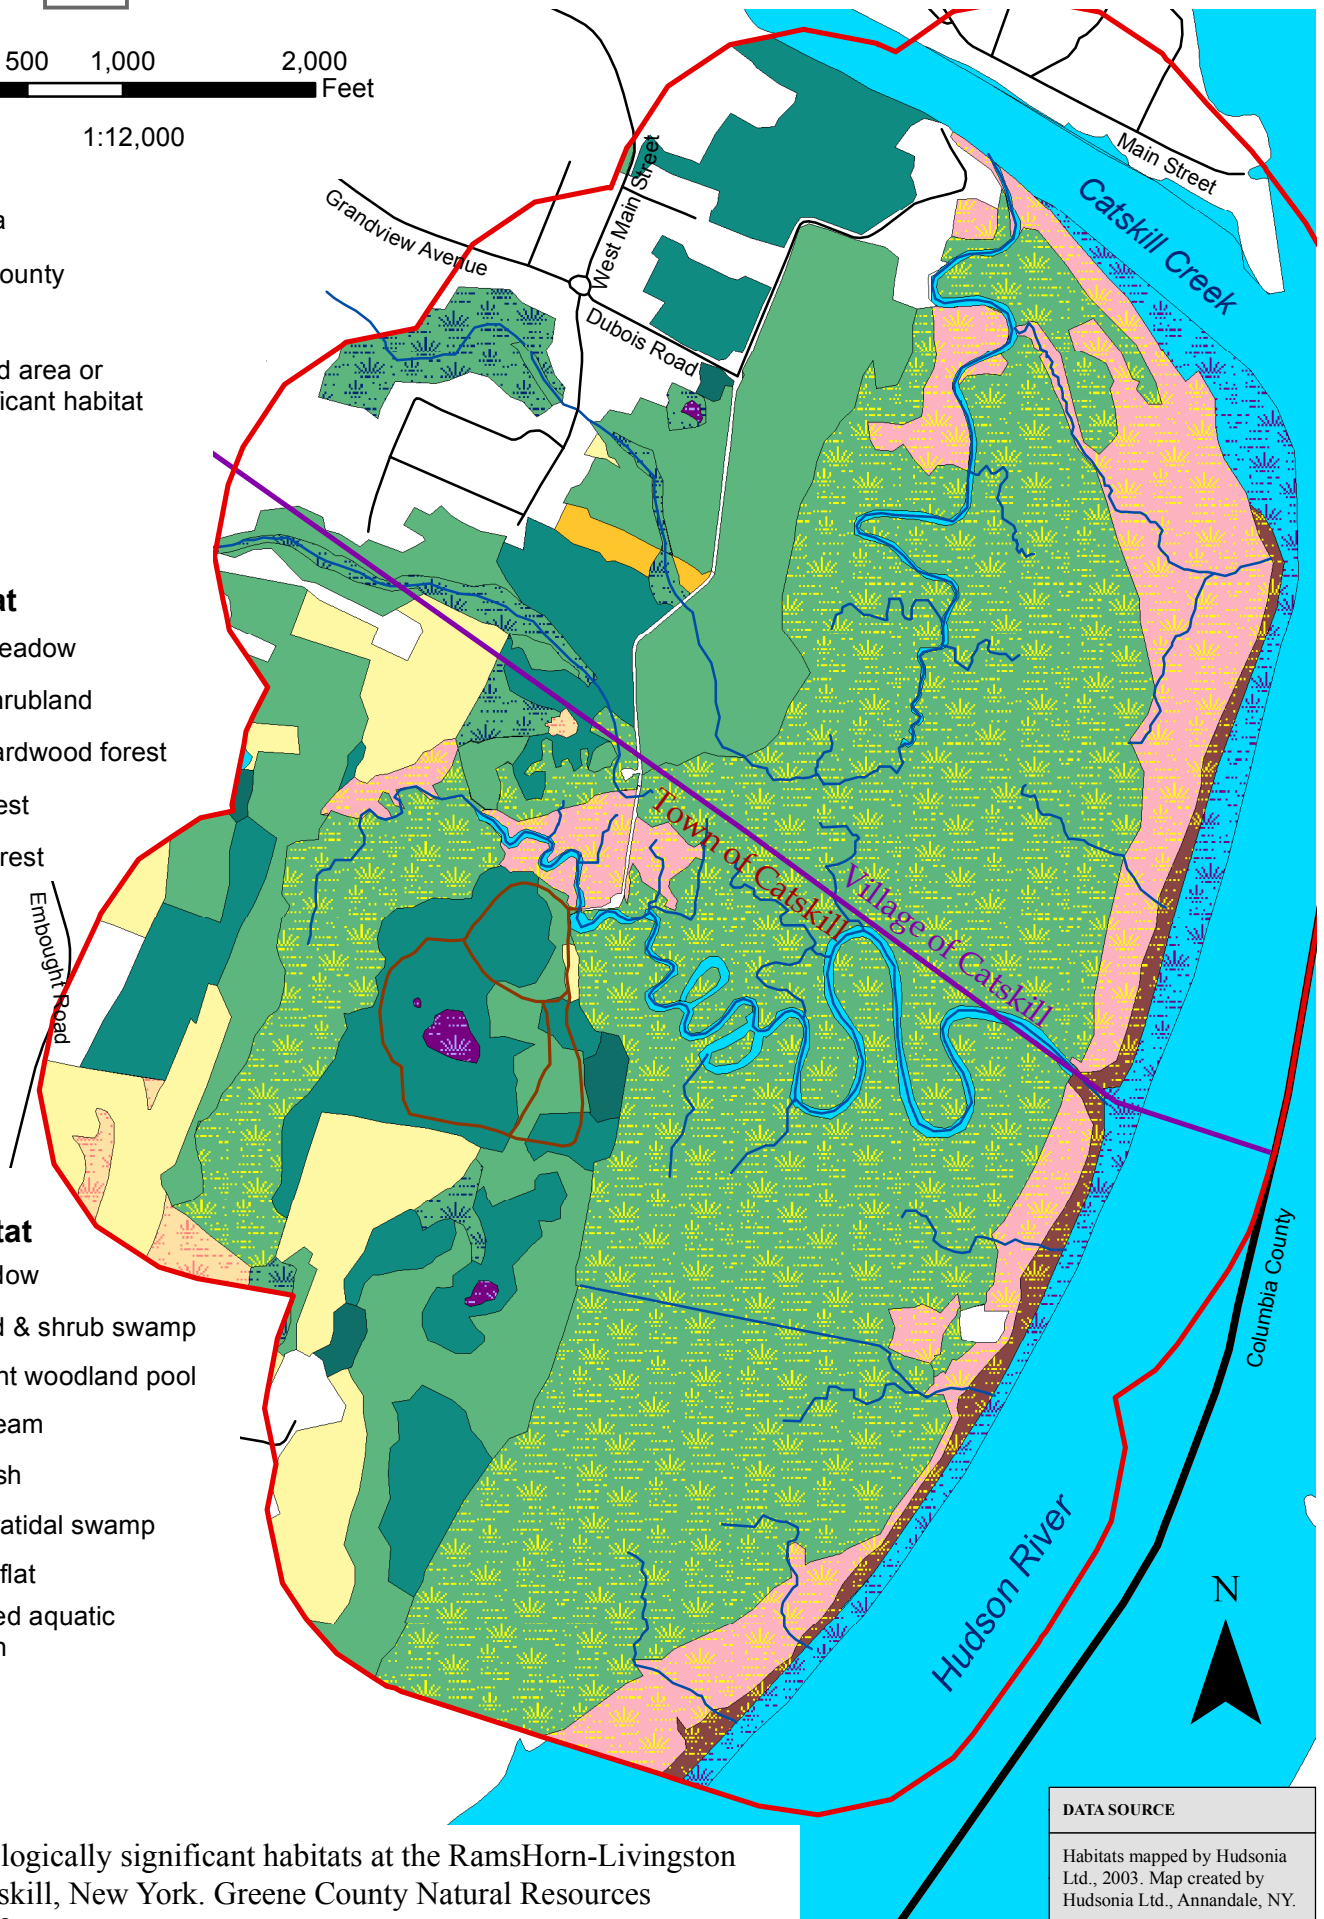 500 1,000 2,000
Feet
1:12,000
a
ounty
d area or
ficant habitat
at
eadow
hrubland
ardwood forest
est
rest
tat
dow
d & shrub swamp
nt woodland pool
eam
sh
atidal swamp
flat
ed aquatic
n
Grandview Avenue
West Main Street
Dubois Road
Main Street
Catskill Creek
Embought Road
Town of Catskill
Village of Catskill
Columbia County
Hudson River
N
logically significant habitats at the RamsHorn-Livingston
skill, New York. Greene County Natural Resources
DATA SOURCE
Habitats mapped by Hudsonia
Ltd., 2003. Map created by
Hudsonia Ltd., Annandale, NY.